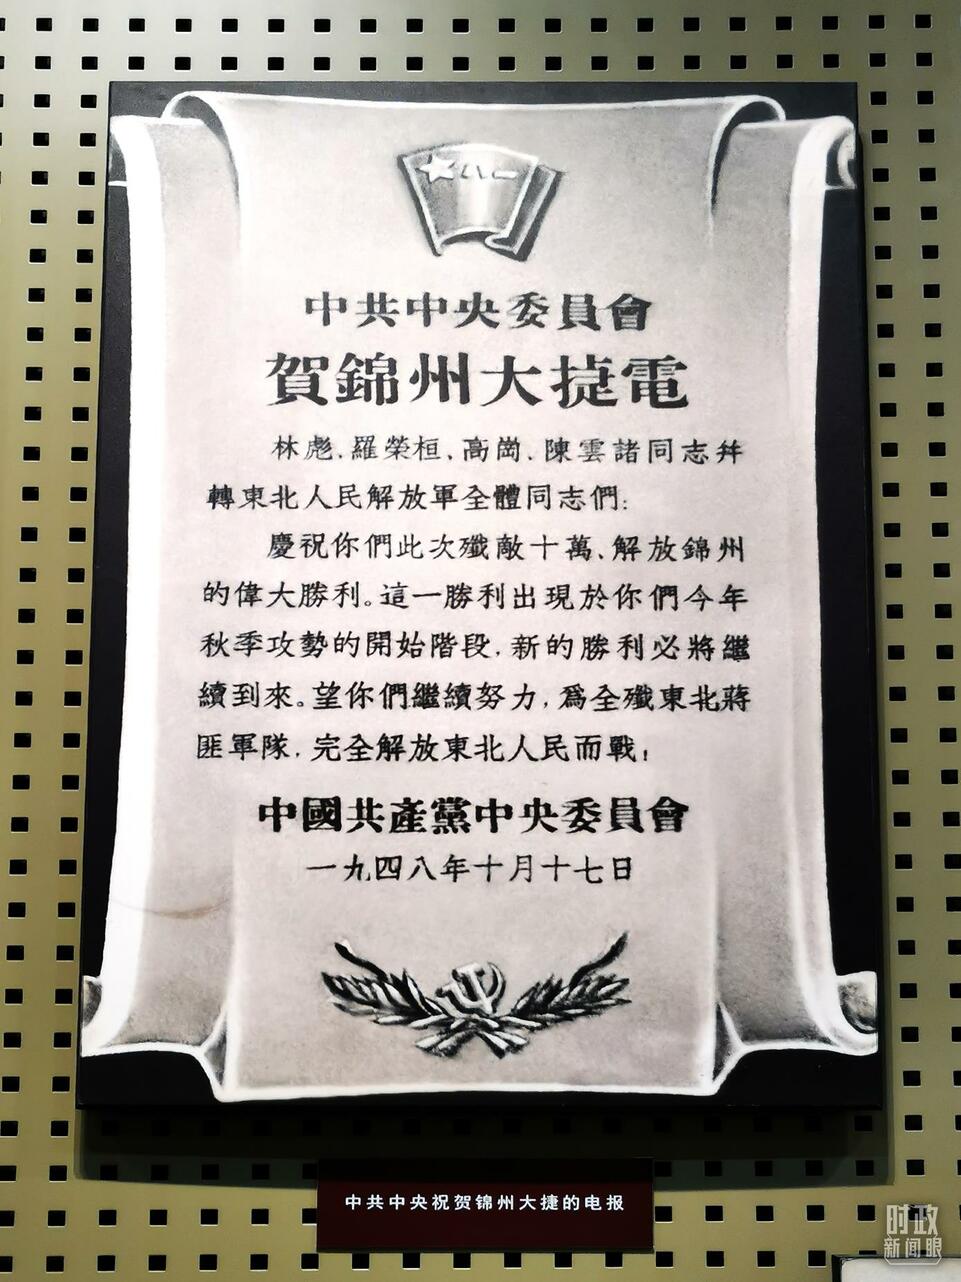 八一
中共中央委員會
賀錦州大捷電
林彪、羅榮桓、高崗、陳雲諸同志并
轉東北人民解放軍全體同志們：
慶祝你們此次殲敵十萬、解放錦州
的偉大勝利。這一勝利出現於你們今年
秋季攻勢的開始階段，新的勝利必將繼
續到來。望你們繼續努力，爲全殲東北蔣
匪軍隊，完全解放東北人民而戰！
中國共產黨中央委員會
一九四八年十月十七日
中共中央祝贺锦州大捷的电报
时政
新闻眼